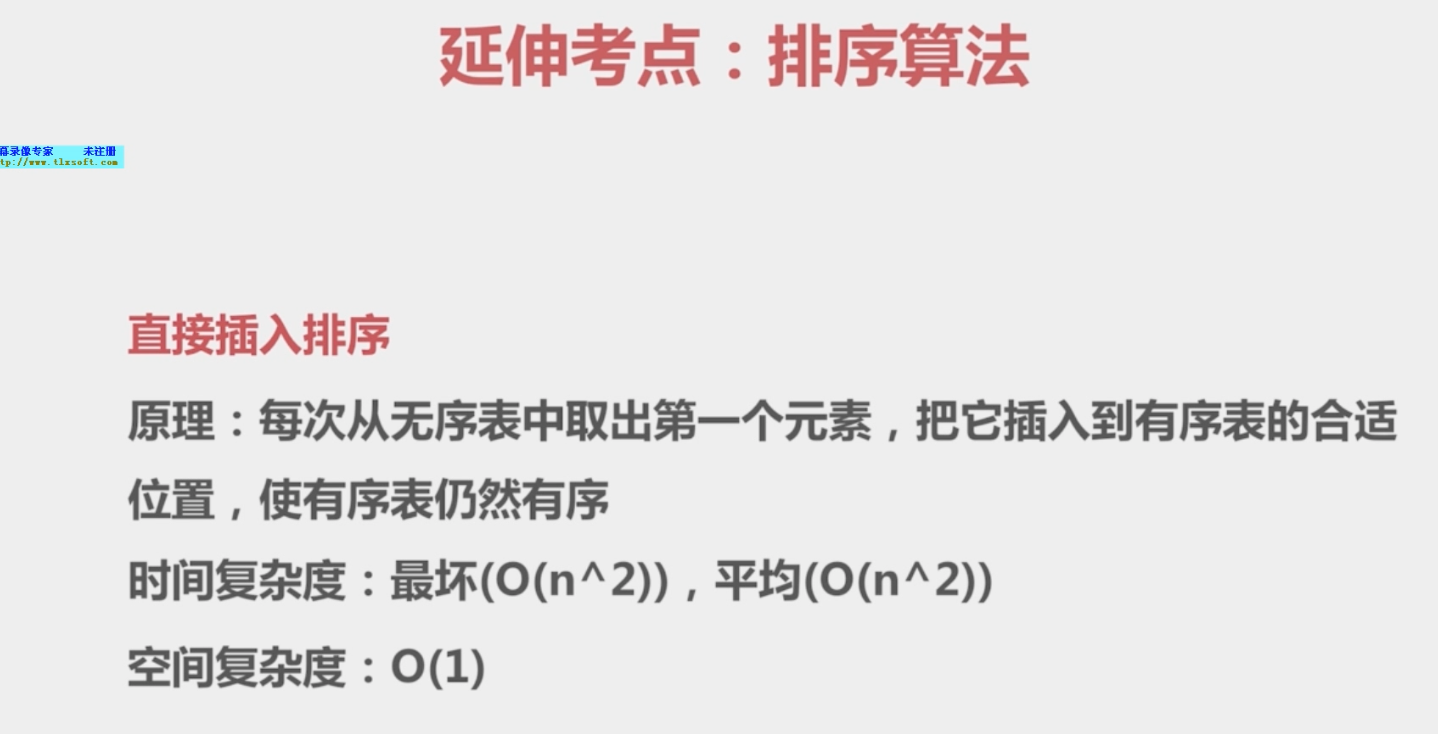 延伸考点：排序算法
幕录像专家 未注册
tp://www.tlxsoft.com
直接插入排序
原理：每次从无序表中取出第一个元素，把它插入到有序表的合适
位置，使有序表仍然有序
时间复杂度：最坏(O(n^2))，平均(O(n^2))
空间复杂度：O(1)